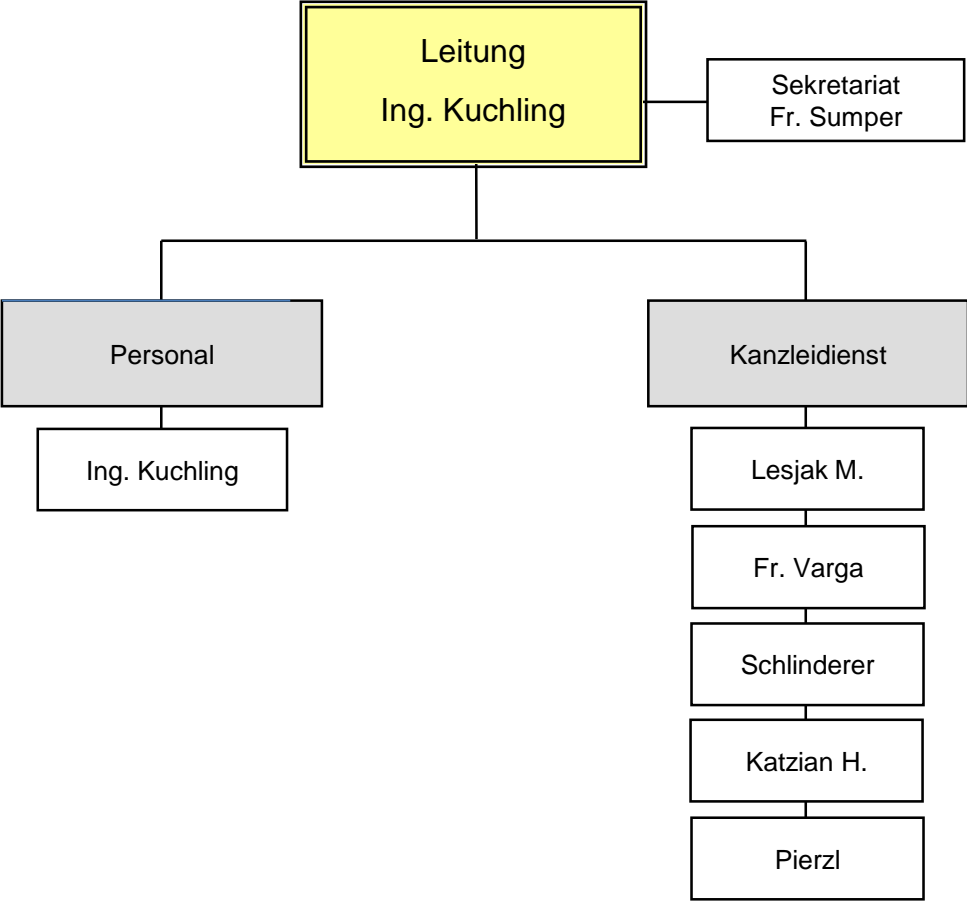 Leitung
Ing. Kuchling
Sekretariat
Fr. Sumper
Personal
Kanzleidienst
Ing. Kuchling
Lesjak M.
Fr. Varga
Schlinderer
Katzian H.
Pierzl